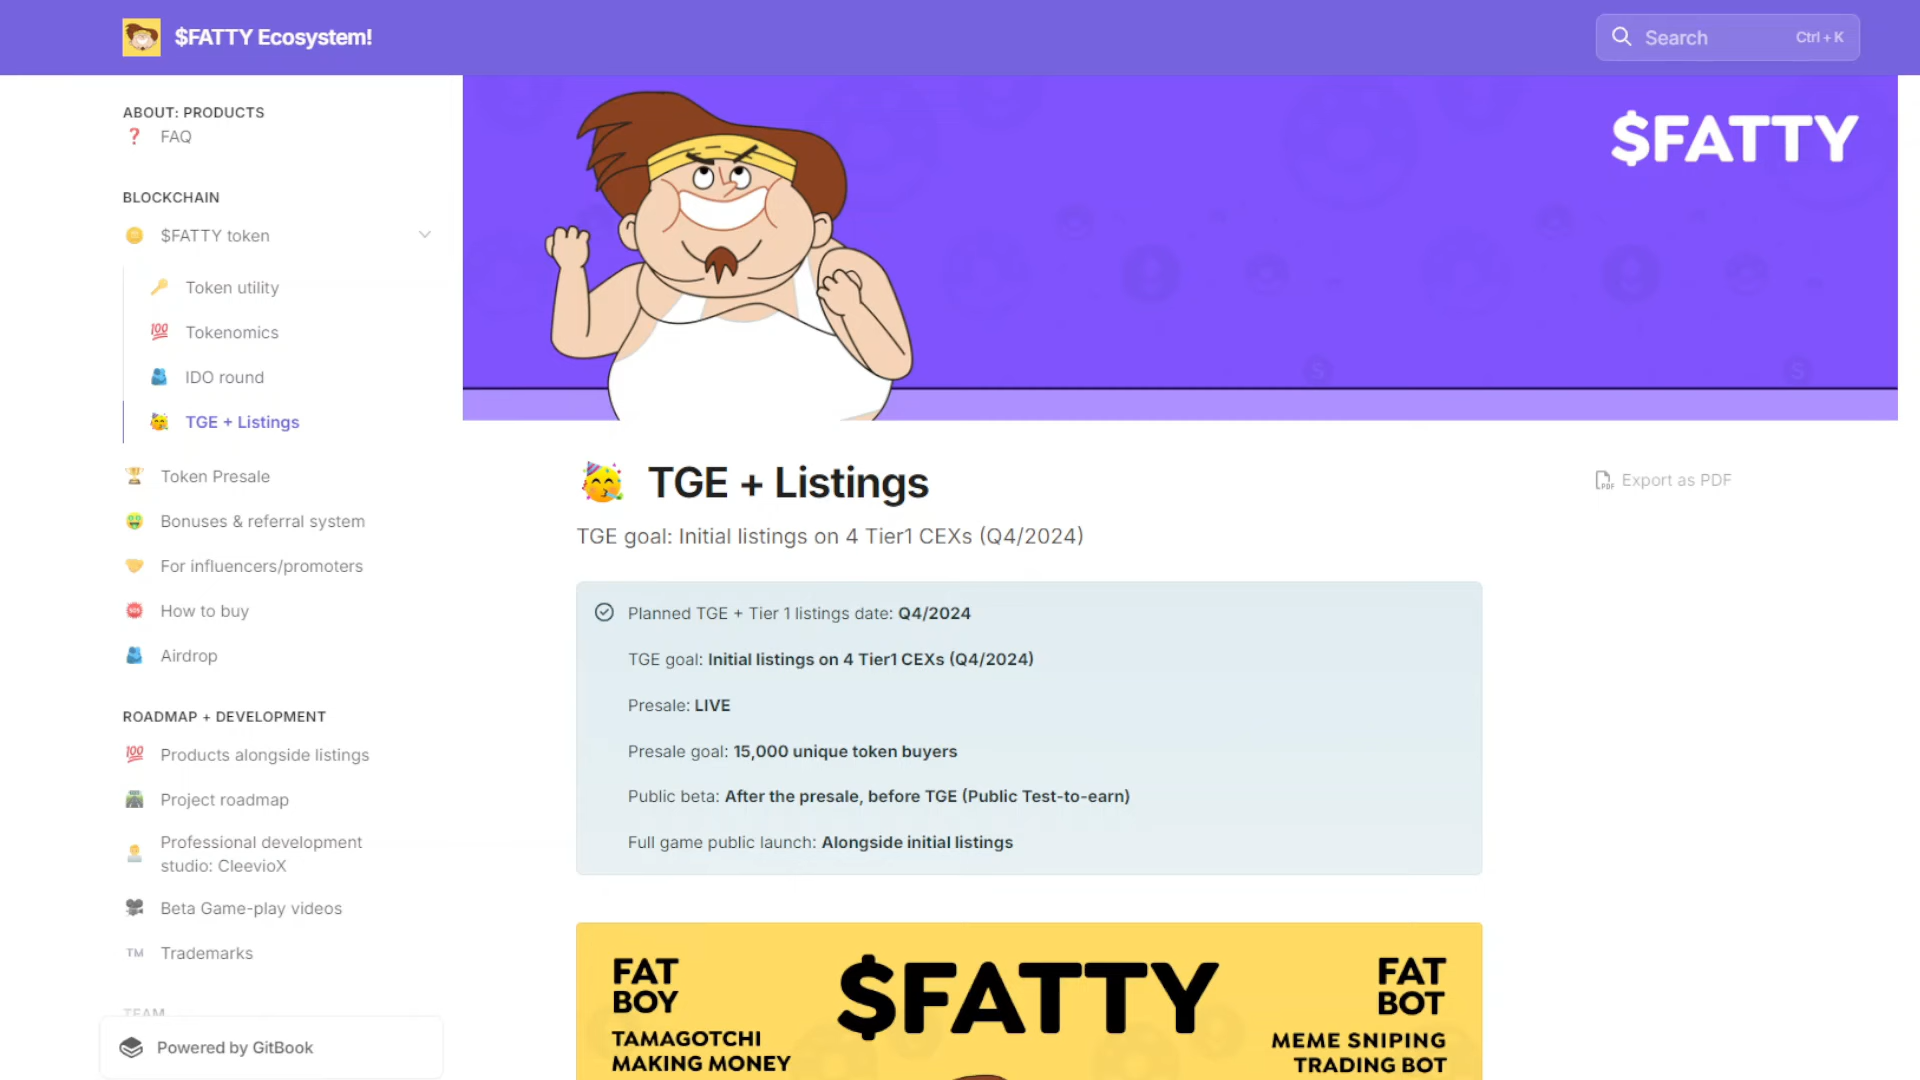 $FATTY Ecosystem!
Search
Ctrl + K
ABOUT: PRODUCTS
FAQ
BLOCKCHAIN
$FATTY token
Token utility
Tokenomics
IDO round
TGE + Listings
Token Presale
Bonuses & referral system
For influencers/promoters
How to buy
Airdrop
ROADMAP + DEVELOPMENT
Products alongside listings
Project roadmap
Professional development
studio: CleevioX
Beta Game-play videos
TM Trademarks
TEAM
Powered by GitBook
$FATTY
TGE + Listings
Export as PDF
TGE goal: Initial listings on 4 Tier1 CEXs (Q4/2024)
Planned TGE + Tier 1 listings date: Q4/2024
TGE goal: Initial listings on 4 Tier1 CEXs (Q4/2024)
Presale: LIVE
Presale goal: 15,000 unique token buyers
Public beta: After the presale, before TGE (Public Test-to-earn)
Full game public launch: Alongside initial listings
FAT
BOY
TAMAGOTCHI
MAKING MONEY
$FATTY
FAT
BOT
MEME SNIPING
TRADING BOT